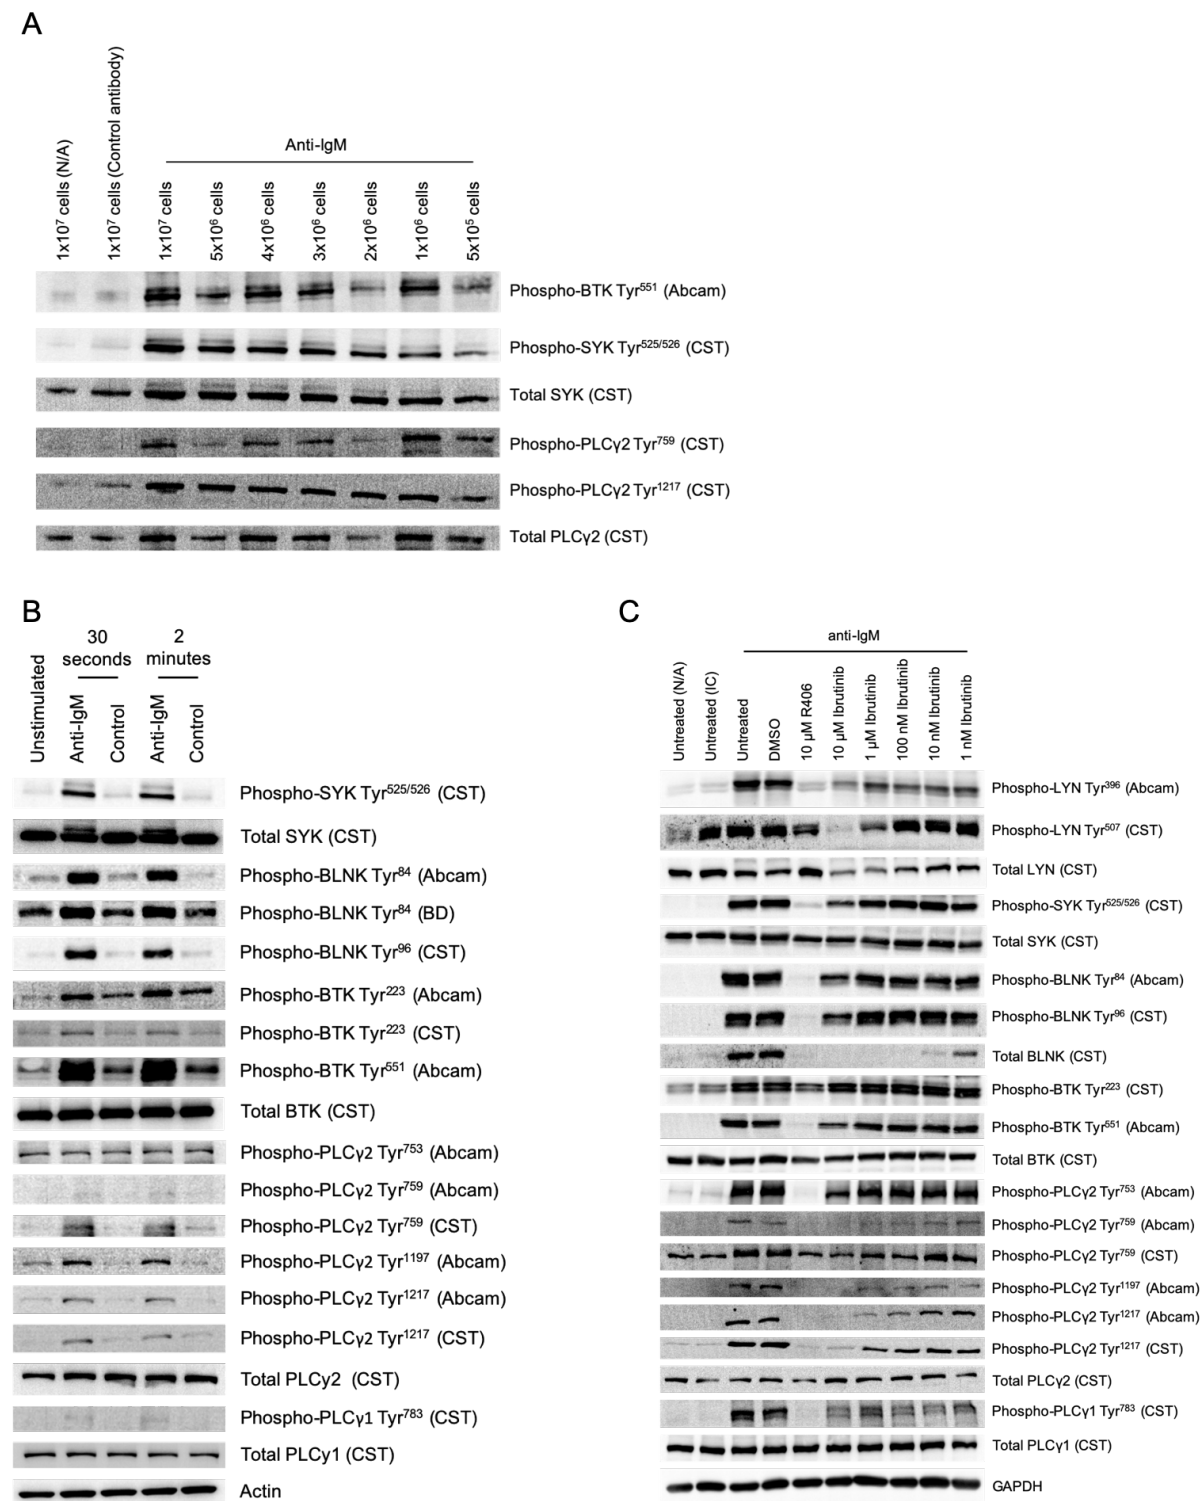 A
1x10⁷ cells (N/A)
1x10⁷ cells (Control antibody)
Anti-IgM
1x10⁷ cells
5x10⁶ cells
4x10⁶ cells
3x10⁶ cells
2x10⁶ cells
1x10⁶ cells
5x10⁵ cells
Phospho-BTK Tyr⁵⁵¹ (Abcam)
Phospho-SYK Tyr⁵²⁵/⁵²⁶ (CST)
Total SYK (CST)
Phospho-PLCγ2 Tyr⁷⁵⁹ (CST)
Phospho-PLCγ2 Tyr¹²¹⁷ (CST)
Total PLCγ2 (CST)
B
30 seconds
2 minutes
Unstimulated
Anti-IgM
Control
Anti-IgM
Control
Phospho-SYK Tyr⁵²⁵/⁵²⁶ (CST)
Total SYK (CST)
Phospho-BLNK Tyr⁸⁴ (Abcam)
Phospho-BLNK Tyr⁸⁴ (BD)
Phospho-BLNK Tyr⁹⁶ (CST)
Phospho-BTK Tyr²²³ (Abcam)
Phospho-BTK Tyr²²³ (CST)
Phospho-BTK Tyr⁵⁵¹ (Abcam)
Total BTK (CST)
Phospho-PLCγ2 Tyr⁷⁵³ (Abcam)
Phospho-PLCγ2 Tyr⁷⁵⁹ (Abcam)
Phospho-PLCγ2 Tyr⁷⁵⁹ (CST)
Phospho-PLCγ2 Tyr¹¹⁹⁷ (Abcam)
Phospho-PLCγ2 Tyr¹²¹⁷ (Abcam)
Phospho-PLCγ2 Tyr¹²¹⁷ (CST)
Total PLCy2 (CST)
Phospho-PLCγ1 Tyr⁷⁸³ (CST)
Total PLCy1 (CST)
Actin
C
anti-IgM
Untreated (N/A)
Untreated (IC)
Untreated
DMSO
10 µM R406
10 µM Ibrutinib
1 µM Ibrutinib
100 nM Ibrutinib
10 nM Ibrutinib
1 nM Ibrutinib
Phospho-LYN Tyr³⁹⁶ (Abcam)
Phospho-LYN Tyr⁵⁰⁷ (CST)
Total LYN (CST)
Phospho-SYK Tyr⁵²⁵/⁵²⁶ (CST)
Total SYK (CST)
Phospho-BLNK Tyr⁸⁴ (Abcam)
Phospho-BLNK Tyr⁹⁶ (CST)
Total BLNK (CST)
Phospho-BTK Tyr²²³ (CST)
Phospho-BTK Tyr⁵⁵¹ (Abcam)
Total BTK (CST)
Phospho-PLCγ2 Tyr⁷⁵³ (Abcam)
Phospho-PLCγ2 Tyr⁷⁵⁹ (Abcam)
Phospho-PLCγ2 Tyr⁷⁵⁹ (CST)
Phospho-PLCγ2 Tyr¹¹⁹⁷ (Abcam)
Phospho-PLCγ2 Tyr¹²¹⁷ (Abcam)
Phospho-PLCγ2 Tyr¹²¹⁷ (CST)
Total PLCγ2 (CST)
Phospho-PLCγ1 Tyr⁷⁸³ (CST)
Total PLCγ1 (CST)
GAPDH